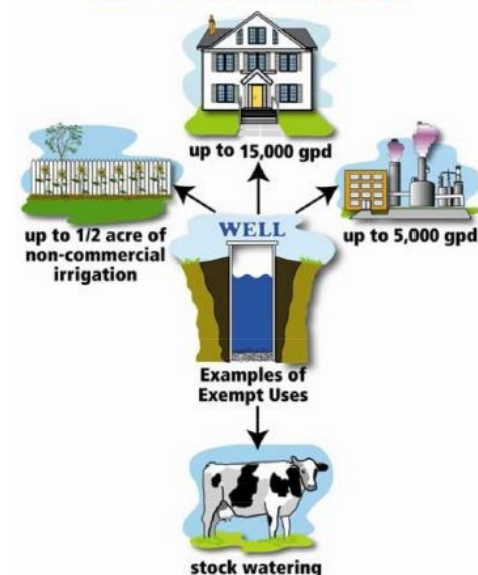 up to 15,000 gpd
up to 1/2 acre of
non-commercial
irrigation
up to 5,000 gpd
WELL
Examples of
Exempt Uses
stock watering